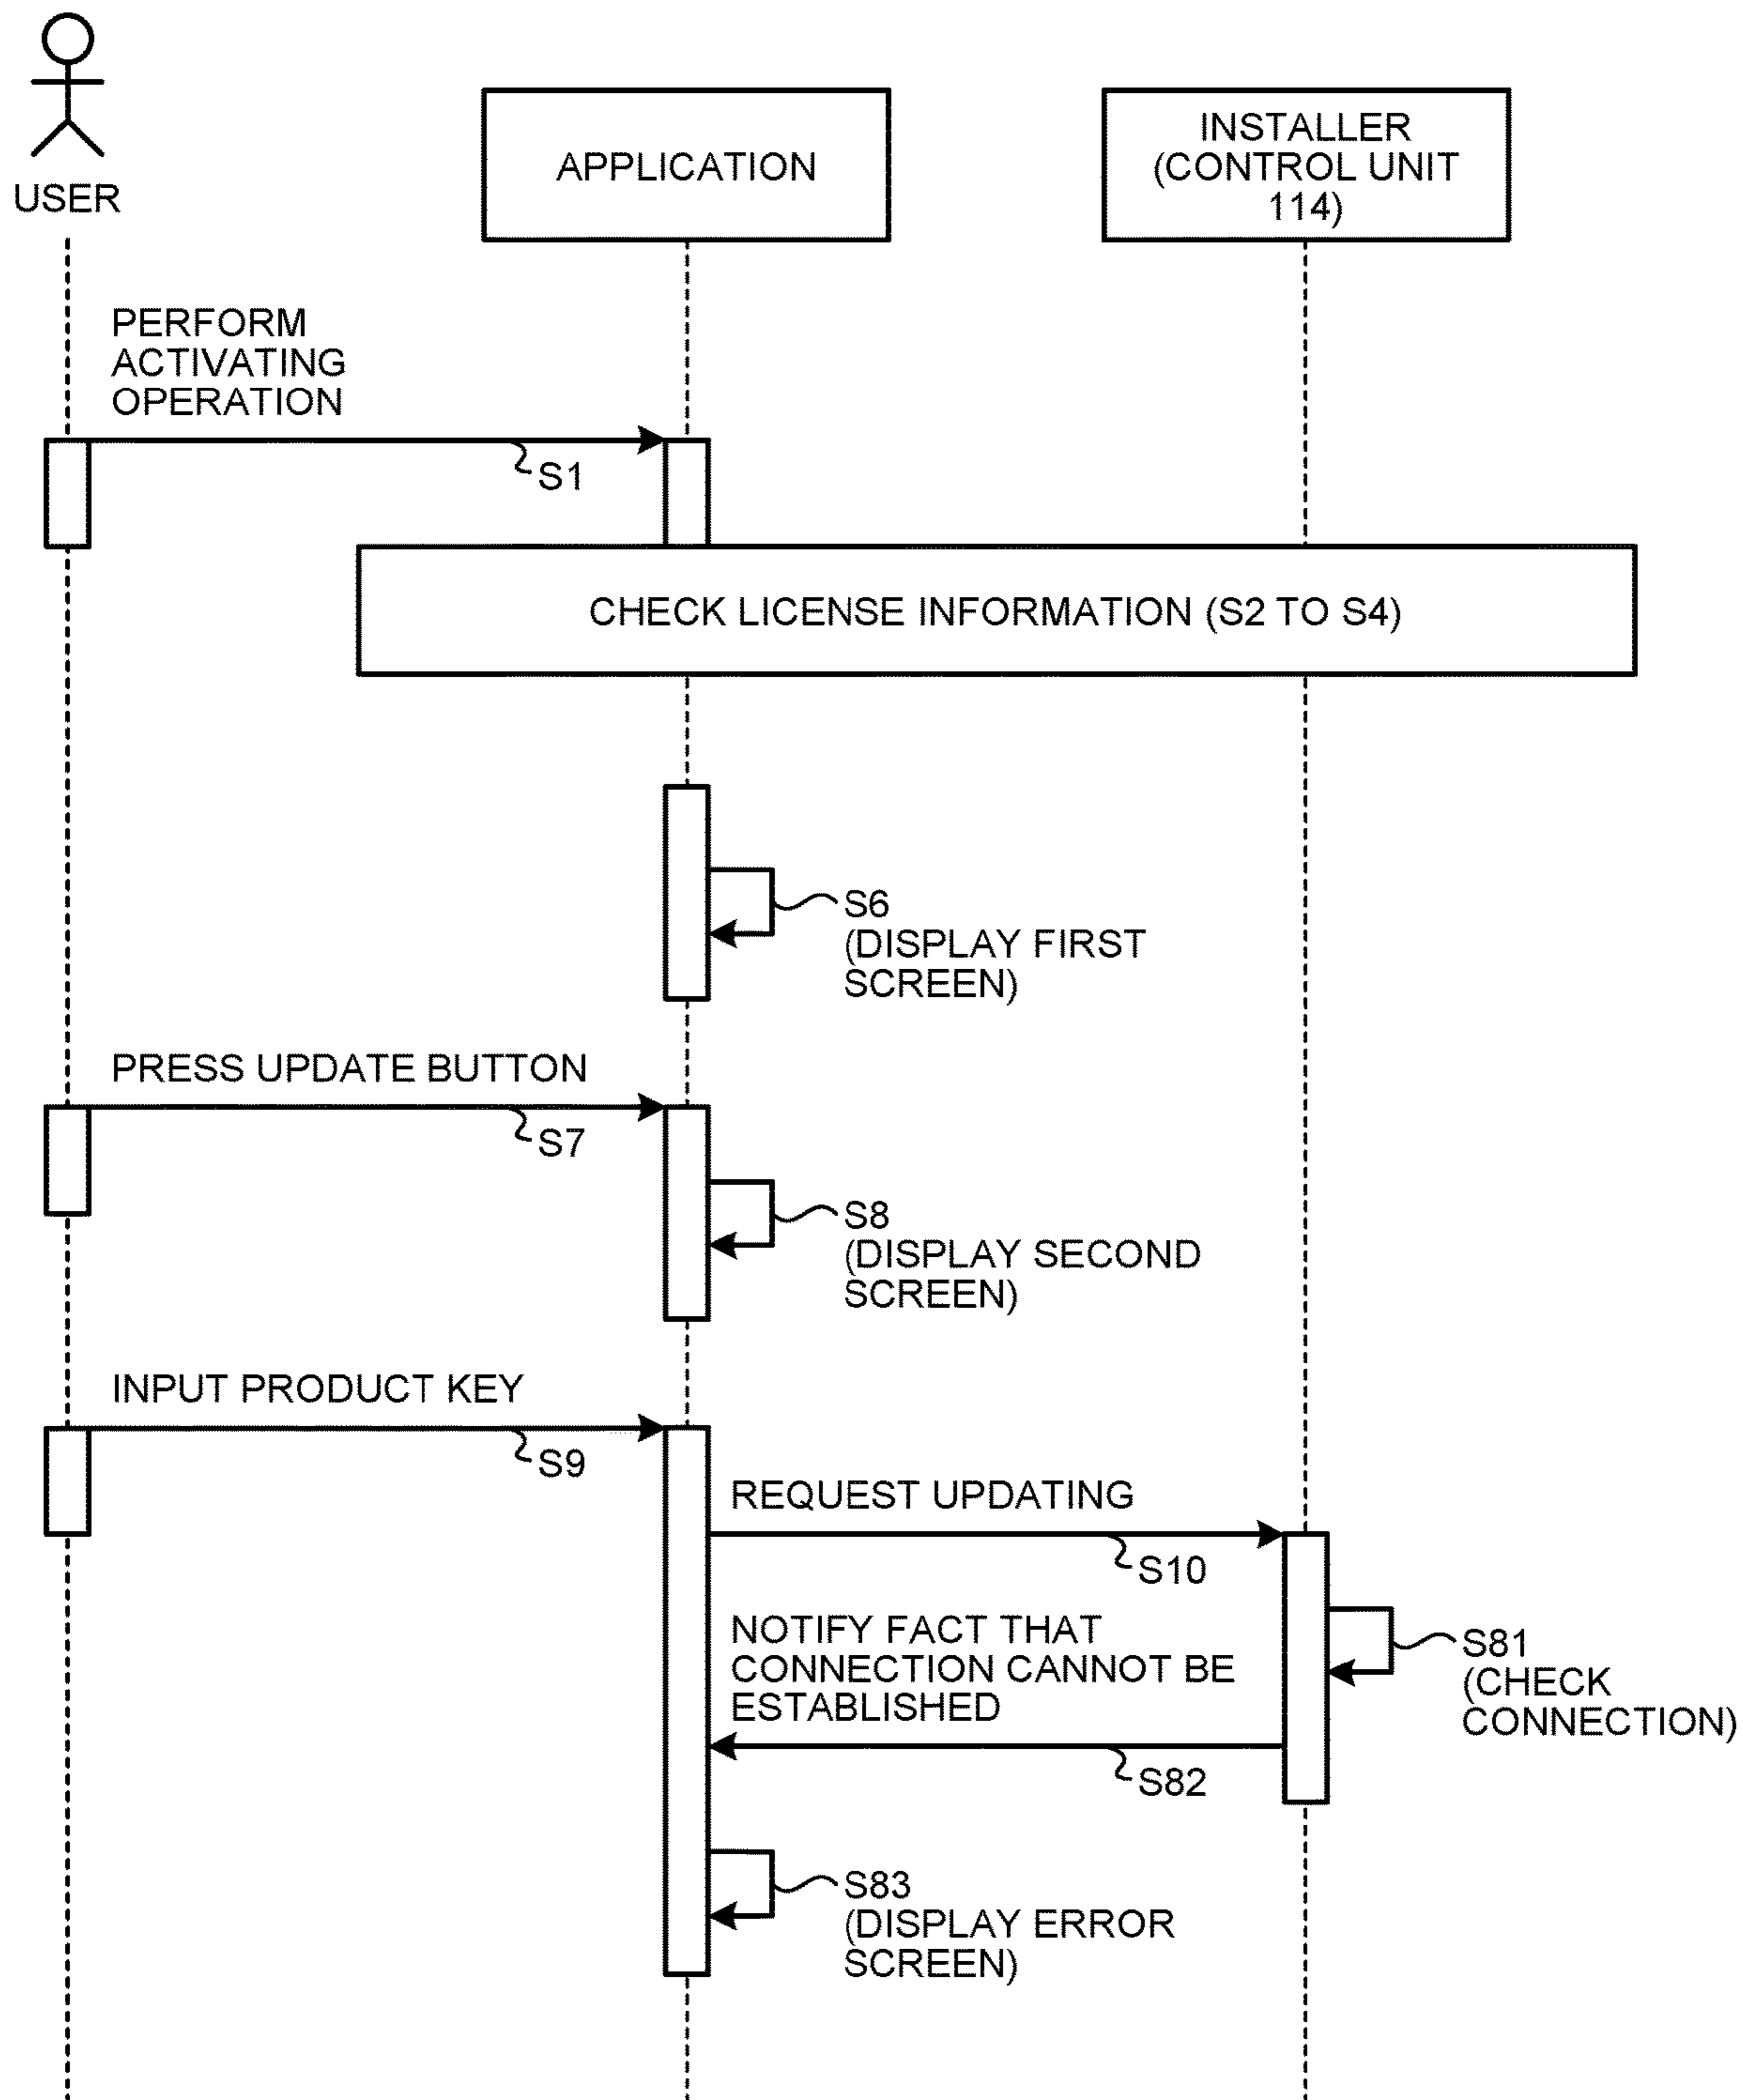 USER
APPLICATION
INSTALLER
(CONTROL UNIT
114)
PERFORM
ACTIVATING
OPERATION
S1
CHECK LICENSE INFORMATION (S2 TO S4)
S6
(DISPLAY FIRST
SCREEN)
PRESS UPDATE BUTTON
S7
S8
(DISPLAY SECOND
SCREEN)
INPUT PRODUCT KEY
S9
REQUEST UPDATING
S10
NOTIFY FACT THAT
CONNECTION CANNOT BE
ESTABLISHED
S81
(CHECK
CONNECTION)
S82
S83
(DISPLAY ERROR
SCREEN)